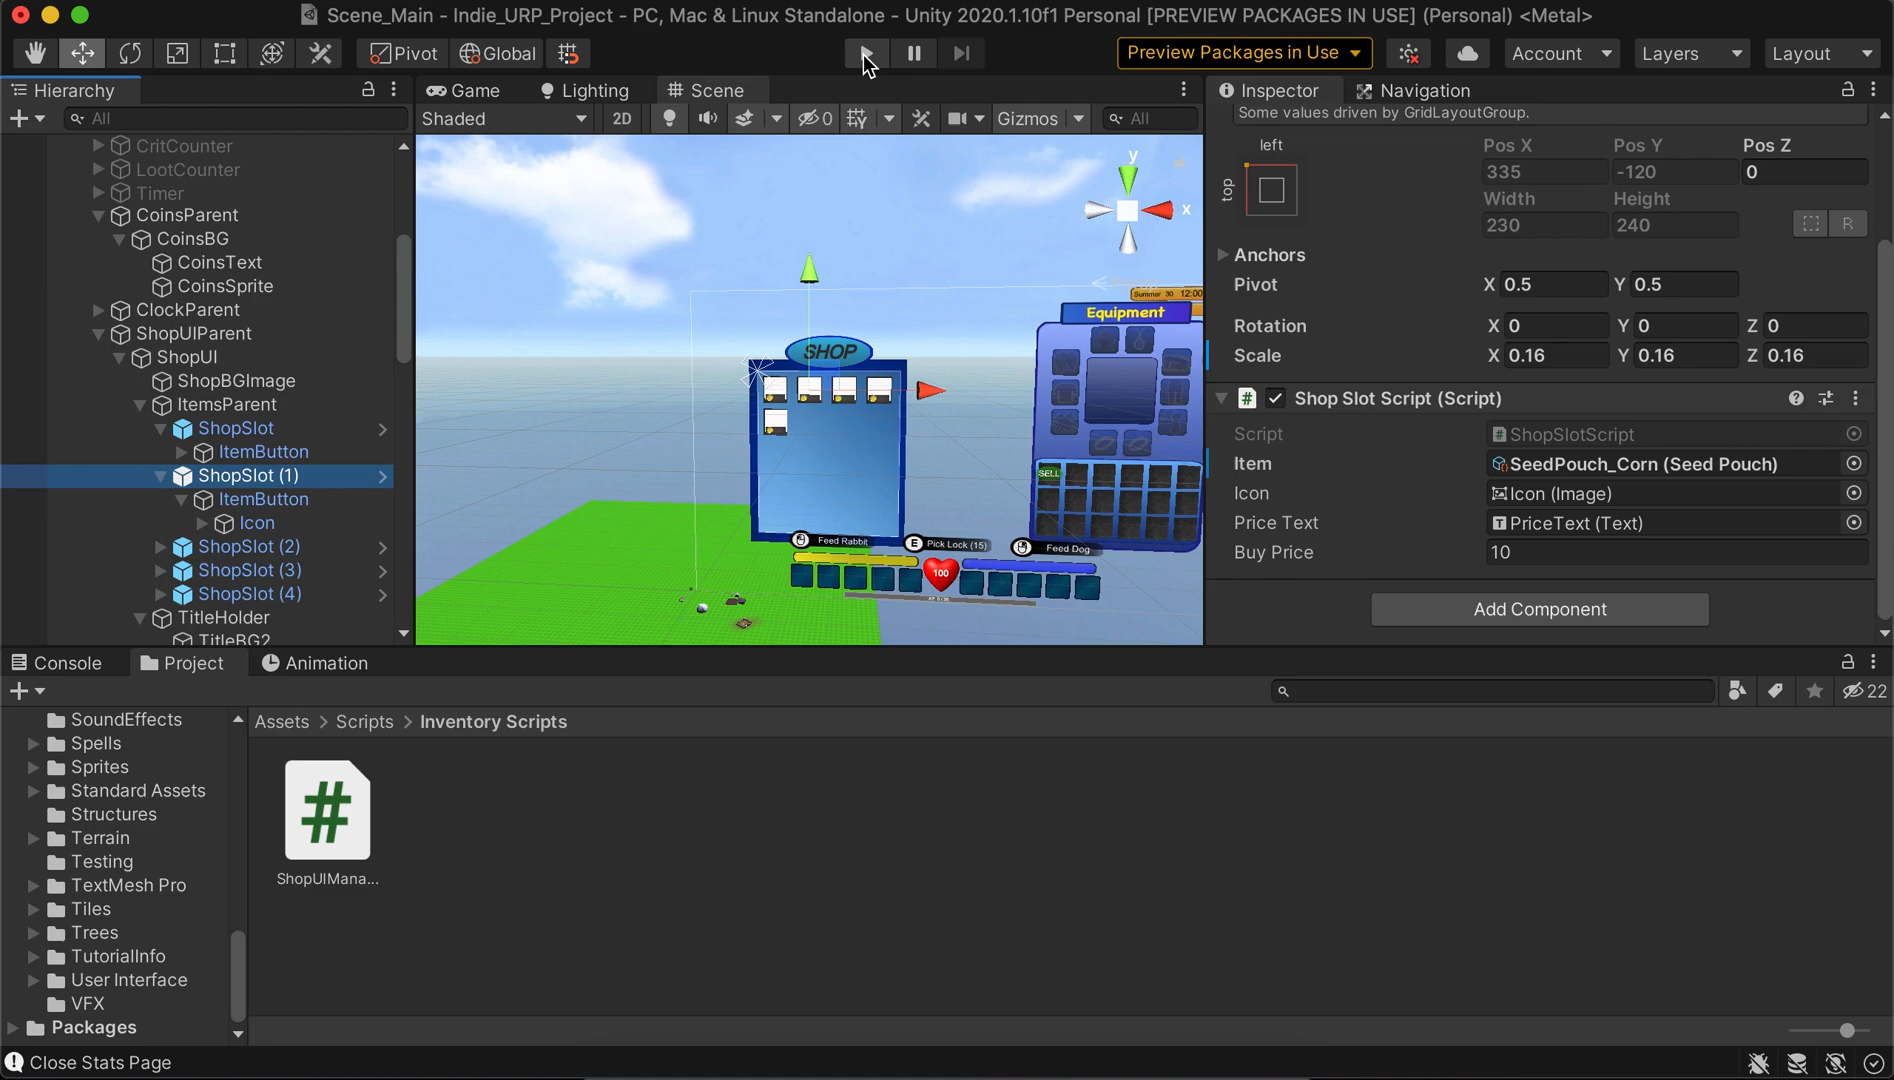 Scene_Main - Indie_URP_Project - PC, Mac & Linux Standalone - Unity 2020.1.10f1 Personal [PREVIEW PACKAGES IN USE] (Personal) <Metal>
Pivot Global Preview Packages in Use Account Layers Layout
Hierarchy Game Lighting Scene Inspector Navigation
All Shaded 2D 0 Gizmos All
Some values driven by GridLayoutGroup.
CritCounter
LootCounter
Timer
CoinsParent
CoinsBG
CoinsText
CoinsSprite
ClockParent
ShopUIParent
ShopUI
ShopBGImage
ItemsParent
ShopSlot
ItemButton
ShopSlot (1)
ItemButton
Icon
ShopSlot (2)
ShopSlot (3)
ShopSlot (4)
TitleHolder
TitleBG2
y
x
Summer 30 12:00
Equipment
SHOP
SELL
Feed Rabbit
E Pick Lock (15)
Feed Dog
100
left
top
Pos X Pos Y Pos Z
335 -120 0
Width Height
230 240 R
Anchors
Pivot X 0.5 Y 0.5
Rotation X 0 Y 0 Z 0
Scale X 0.16 Y 0.16 Z 0.16
# Shop Slot Script (Script)
Script # ShopSlotScript
Item SeedPouch_Corn (Seed Pouch)
Icon Icon (Image)
Price Text T PriceText (Text)
Buy Price 10
Add Component
Console Project Animation
22
SoundEffects
Spells
Sprites
Standard Assets
Structures
Terrain
Testing
TextMesh Pro
Tiles
Trees
TutorialInfo
User Interface
VFX
Packages
Assets > Scripts > Inventory Scripts
#
ShopUIMana...
Close Stats Page